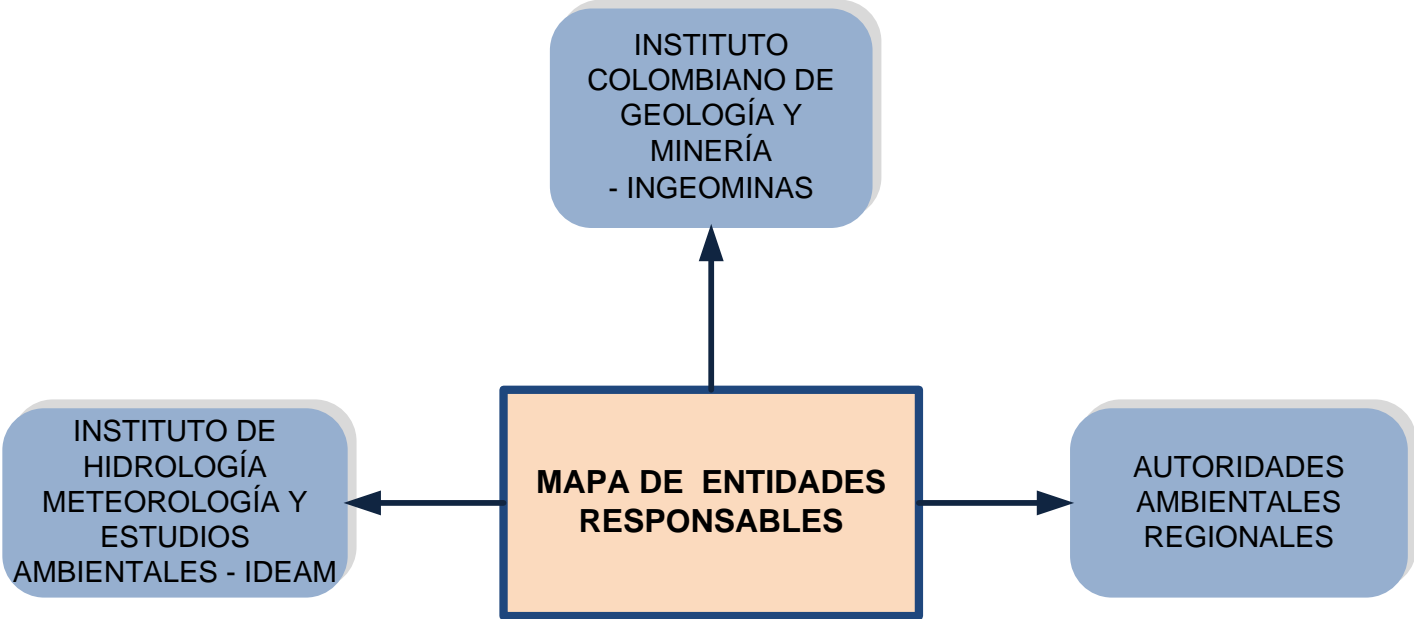 INSTITUTO
COLOMBIANO DE
GEOLOGÍA Y
MINERÍA
- INGEOMINAS
INSTITUTO DE
HIDROLOGÍA
METEOROLOGÍA Y
ESTUDIOS
AMBIENTALES - IDEAM
MAPA DE ENTIDADES
RESPONSABLES
AUTORIDADES
AMBIENTALES
REGIONALES